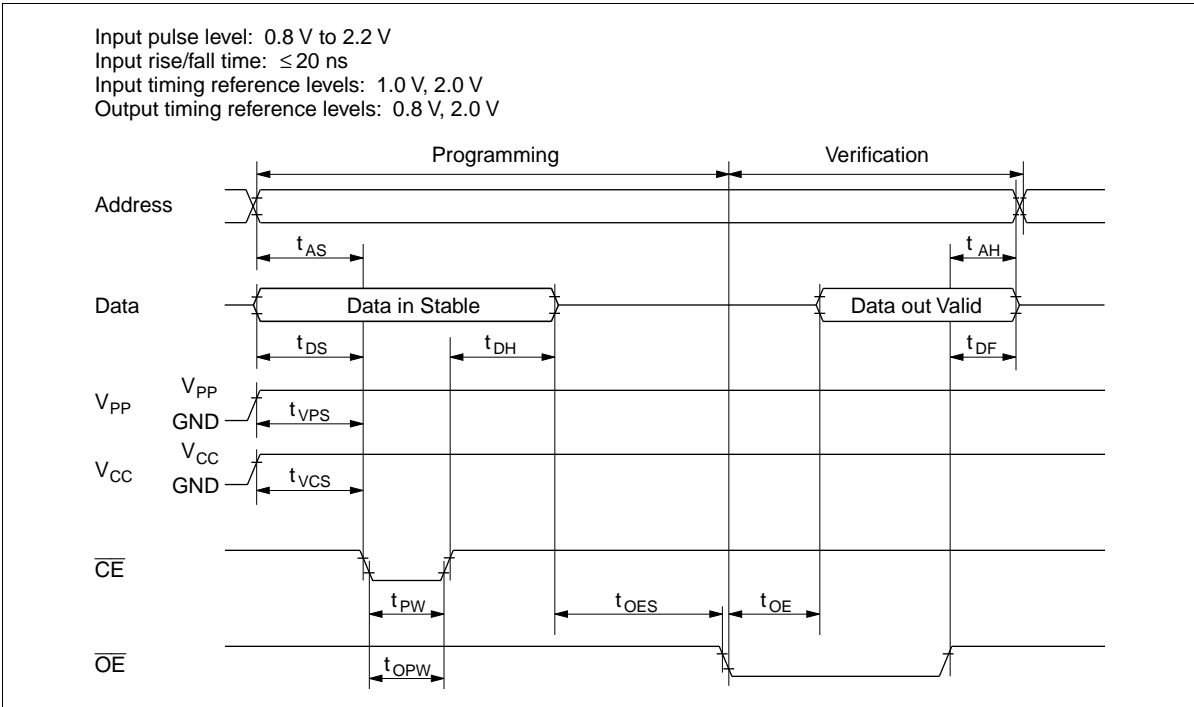 Input pulse level: 0.8 V to 2.2 V
Input rise/fall time: ≤ 20 ns
Input timing reference levels: 1.0 V, 2.0 V
Output timing reference levels: 0.8 V, 2.0 V
Programming Verification
Address
tAS tAH
Data Data in Stable Data out Valid
tDS tDH tDF
VPP VPP
GND tVPS
VCC VCC
GND tVCS
CE
tPW tOES tOE
OE
tOPW